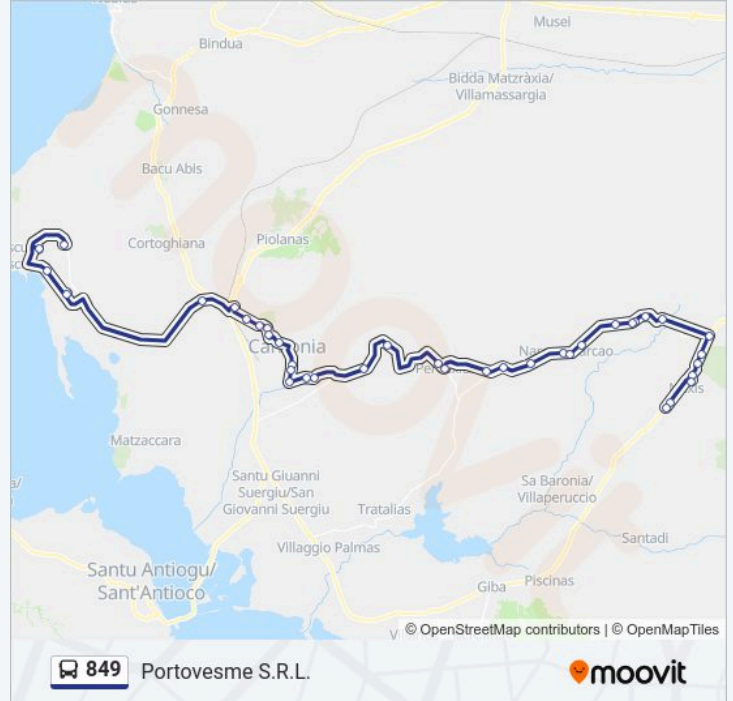 Musei
Bindua
Bidda Matzràxia/
Villamassargia
Gonnesa
Bacu Abis
Cortoghiana
Piolanas
Matzaccara
Santu Giuanni
Suergiu/San
Giovanni Suergiu
Tratalias
Sa Baronia/
Villaperuccio
Santadi
Villaggio Palmas
Santu Antiogu/
Sant'Antioco
Giba
Piscinas
© OpenStreetMap contributors | © OpenMapTiles
849
Portovesme S.R.L.
moovit